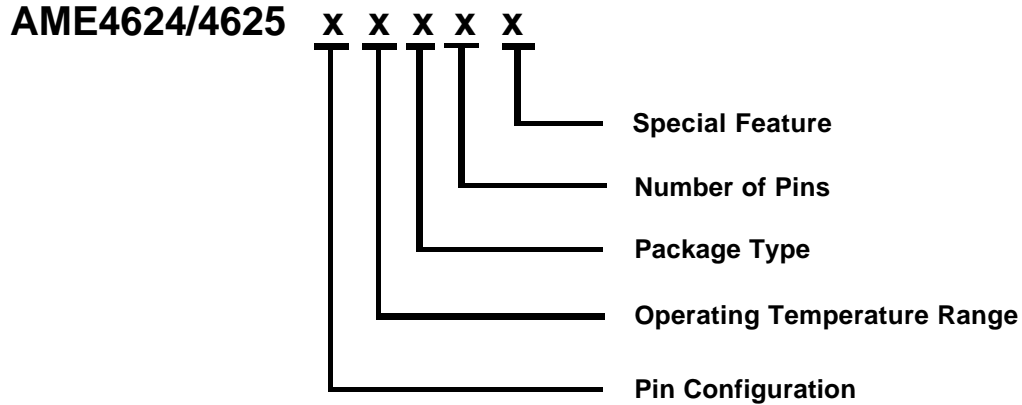 AME4624/4625 x x x x x
Special Feature
Number of Pins
Package Type
Operating Temperature Range
Pin Configuration